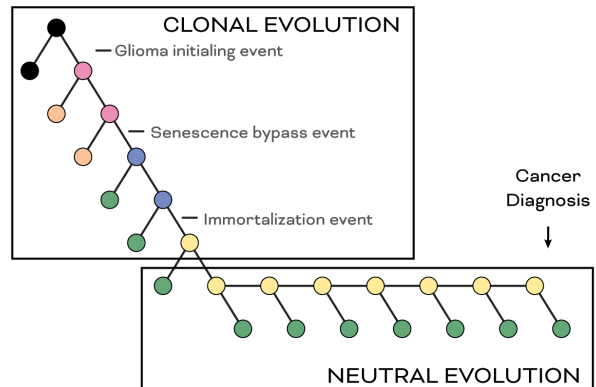 CLONAL EVOLUTION
Glioma initialing event
Senescence bypass event
Immortalization event
Cancer
Diagnosis
NEUTRAL EVOLUTION